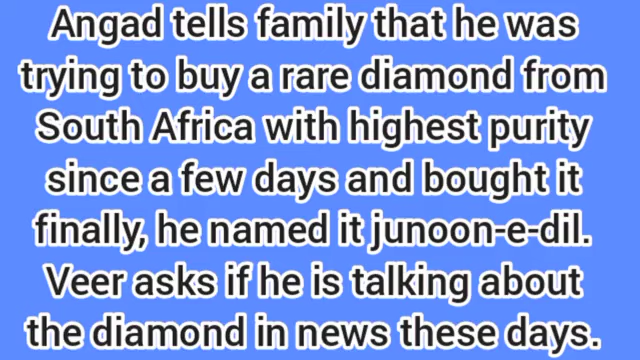 Angad tells family that he was
trying to buy a rare diamond from
South Africa with highest purity
since a few days and bought it
finally, he named it junoon-e-dil.
Veer asks if he is talking about
the diamond in news these days.